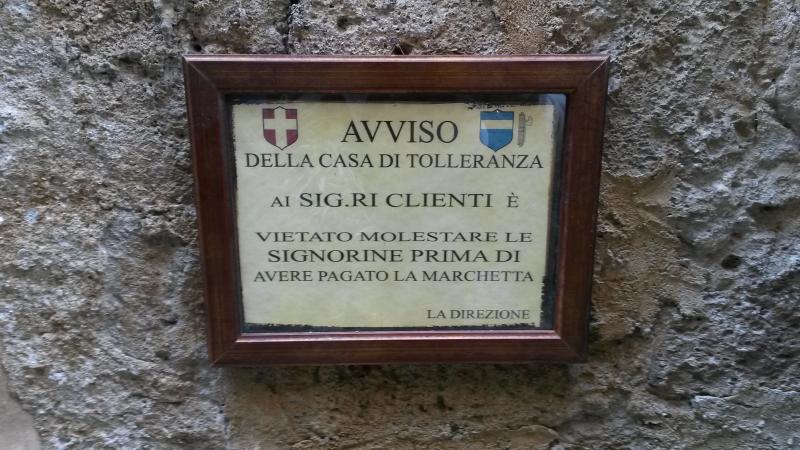 AVVISO
DELLA CASA DI TOLLERANZA
AI SIG.RI CLIENTI È
VIETATO MOLESTARE LE
SIGNORINE PRIMA DI
AVERE PAGATO LA MARCHETTA
LA DIREZIONE